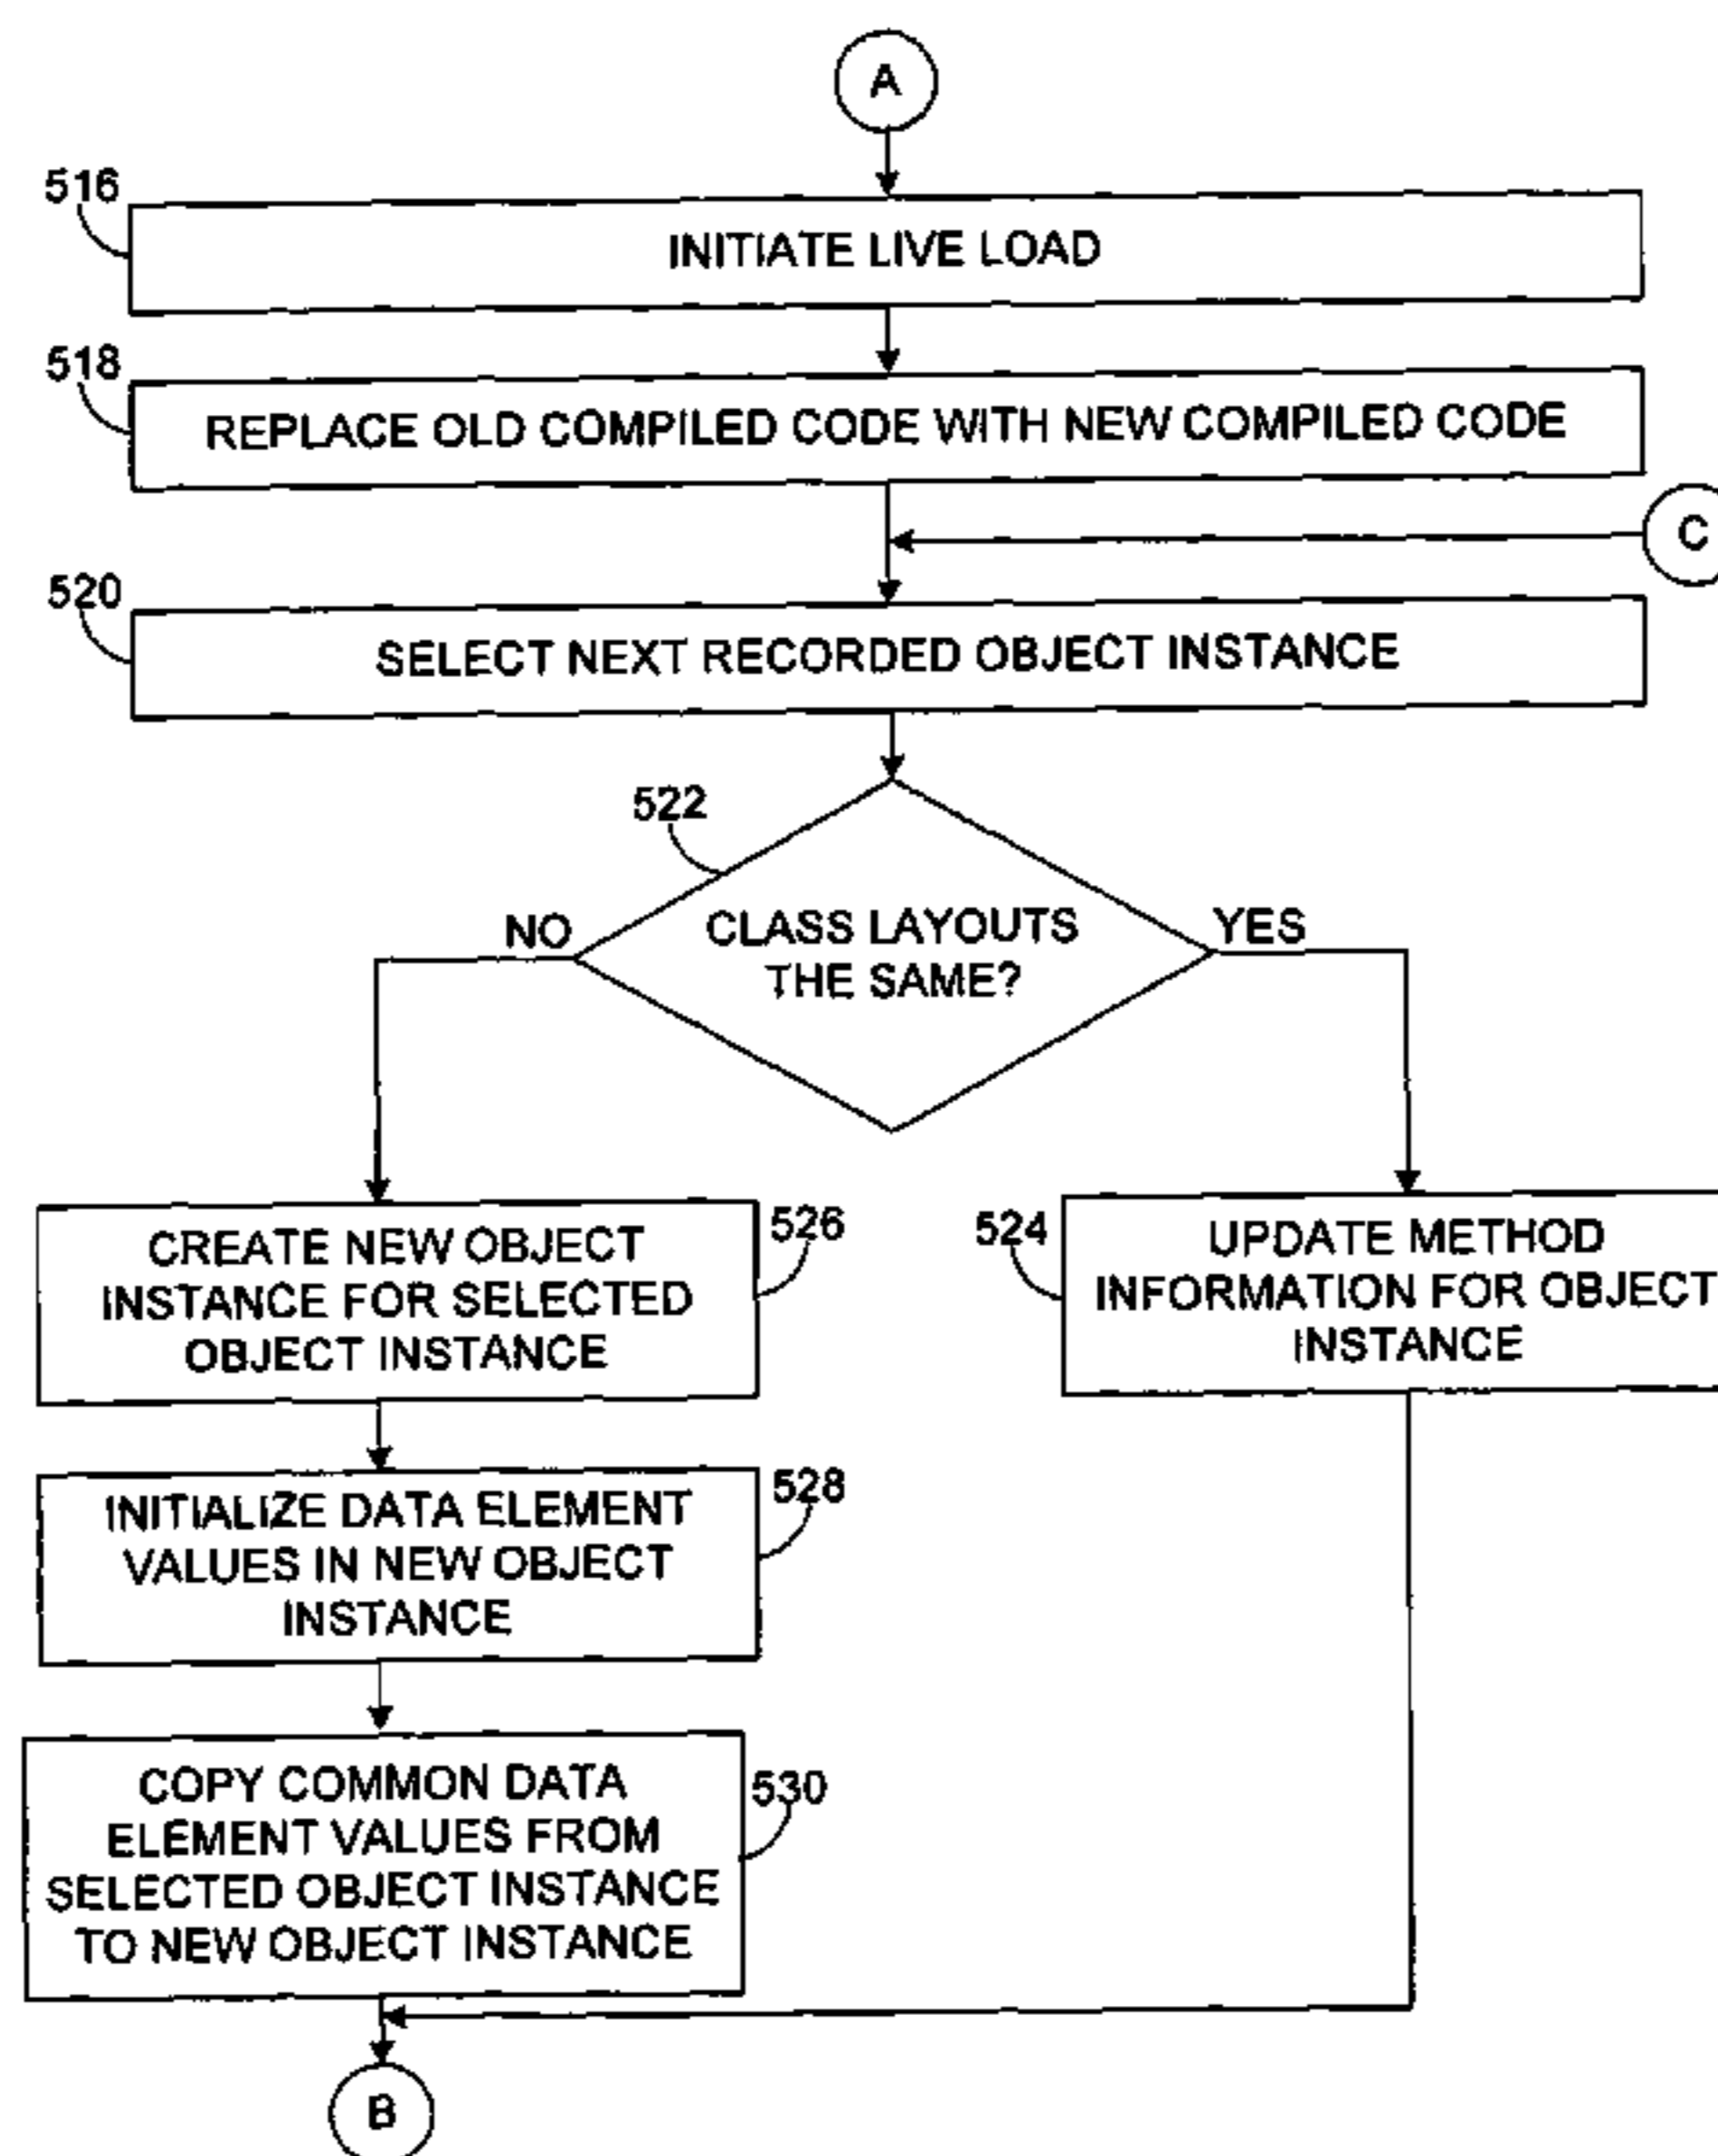 A
516
INITIATE LIVE LOAD
518
REPLACE OLD COMPILED CODE WITH NEW COMPILED CODE
C
520
SELECT NEXT RECORDED OBJECT INSTANCE
522
CLASS LAYOUTS
THE SAME?
NO
YES
CREATE NEW OBJECT
INSTANCE FOR SELECTED
OBJECT INSTANCE
526
524
UPDATE METHOD
INFORMATION FOR OBJECT
INSTANCE
INITIALIZE DATA ELEMENT
VALUES IN NEW OBJECT
INSTANCE
528
COPY COMMON DATA
ELEMENT VALUES FROM
SELECTED OBJECT INSTANCE
TO NEW OBJECT INSTANCE
530
B